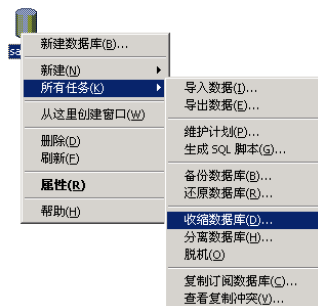 sa
新建数据库(B)...
新建(N)
所有任务(K)
从这里创建窗口(W)
删除(D)
刷新(F)
属性(R)
帮助(H)
导入数据(I)...
导出数据(E)...
维护计划(P)...
生成 SQL 脚本(G)...
备份数据库(B)...
还原数据库(R)...
收缩数据库(D)...
分离数据库(H)...
脱机(O)
复制订阅数据库(C)...
查看复制冲突(V)...